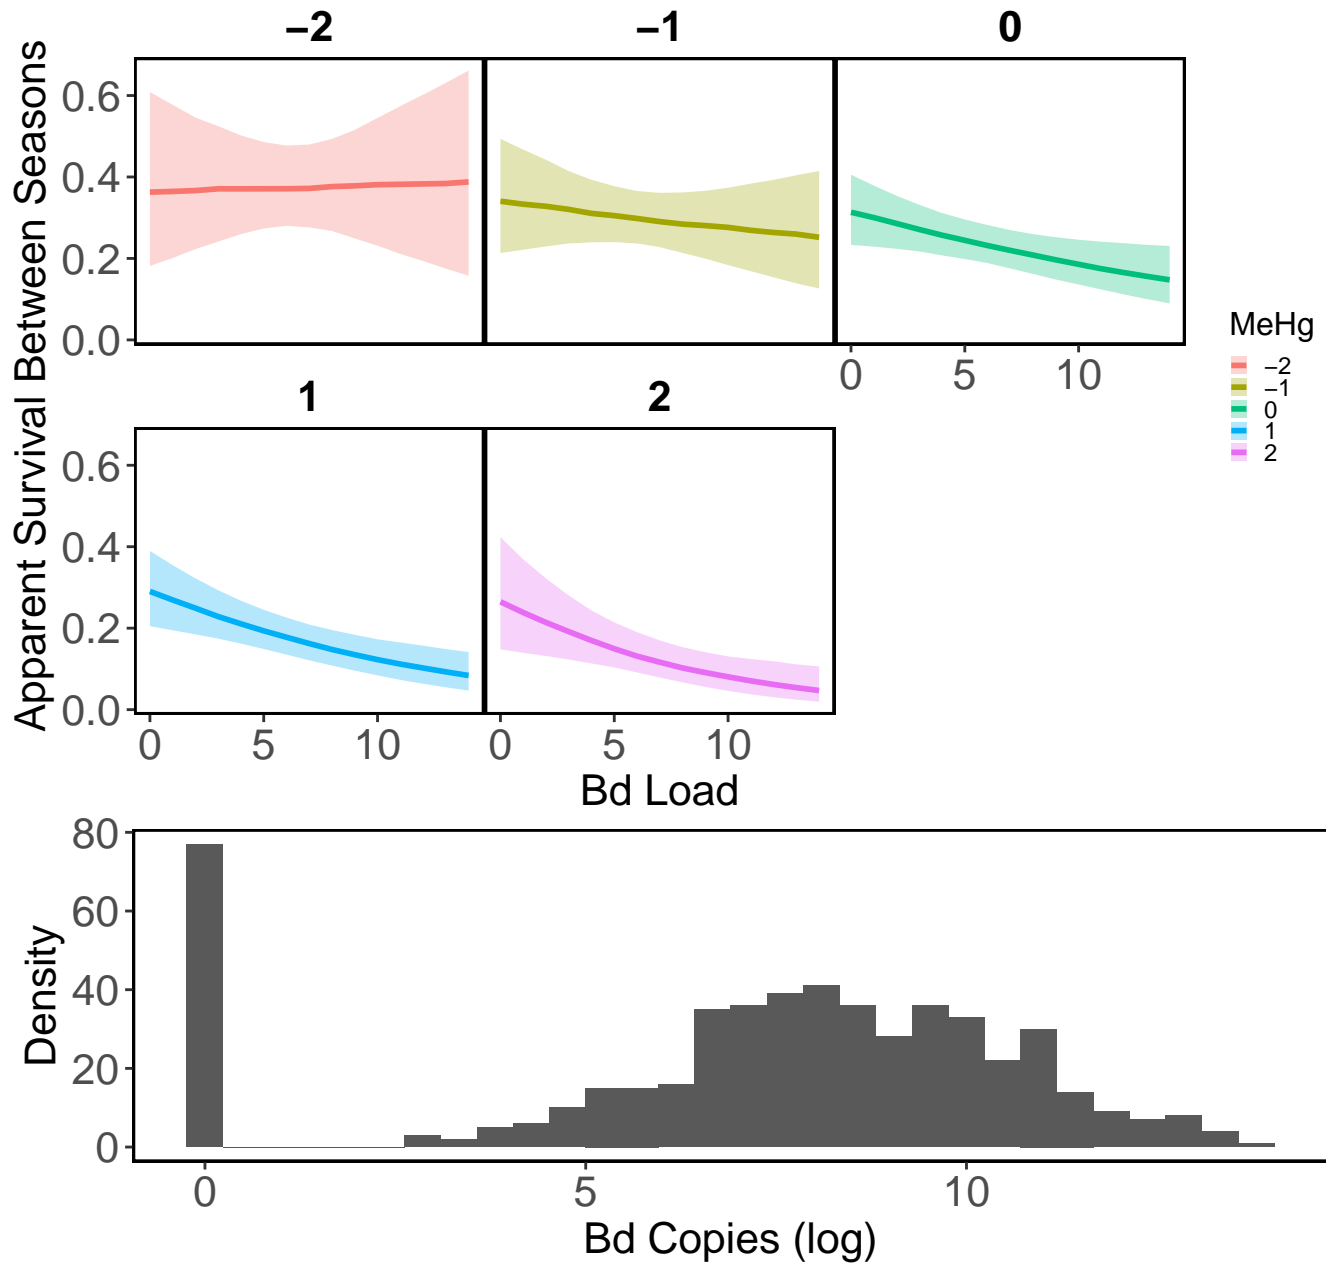 −2 −1 0
Apparent Survival Between Seasons
0.6
0.4
0.2
0.0
0 5 10
MeHg
−2
−1
0
1
2
1 2
0.6
0.4
0.2
0.0
0 5 10 0 5 10
Bd Load
80
60
40
20
0
Density
0 5 10
Bd Copies (log)